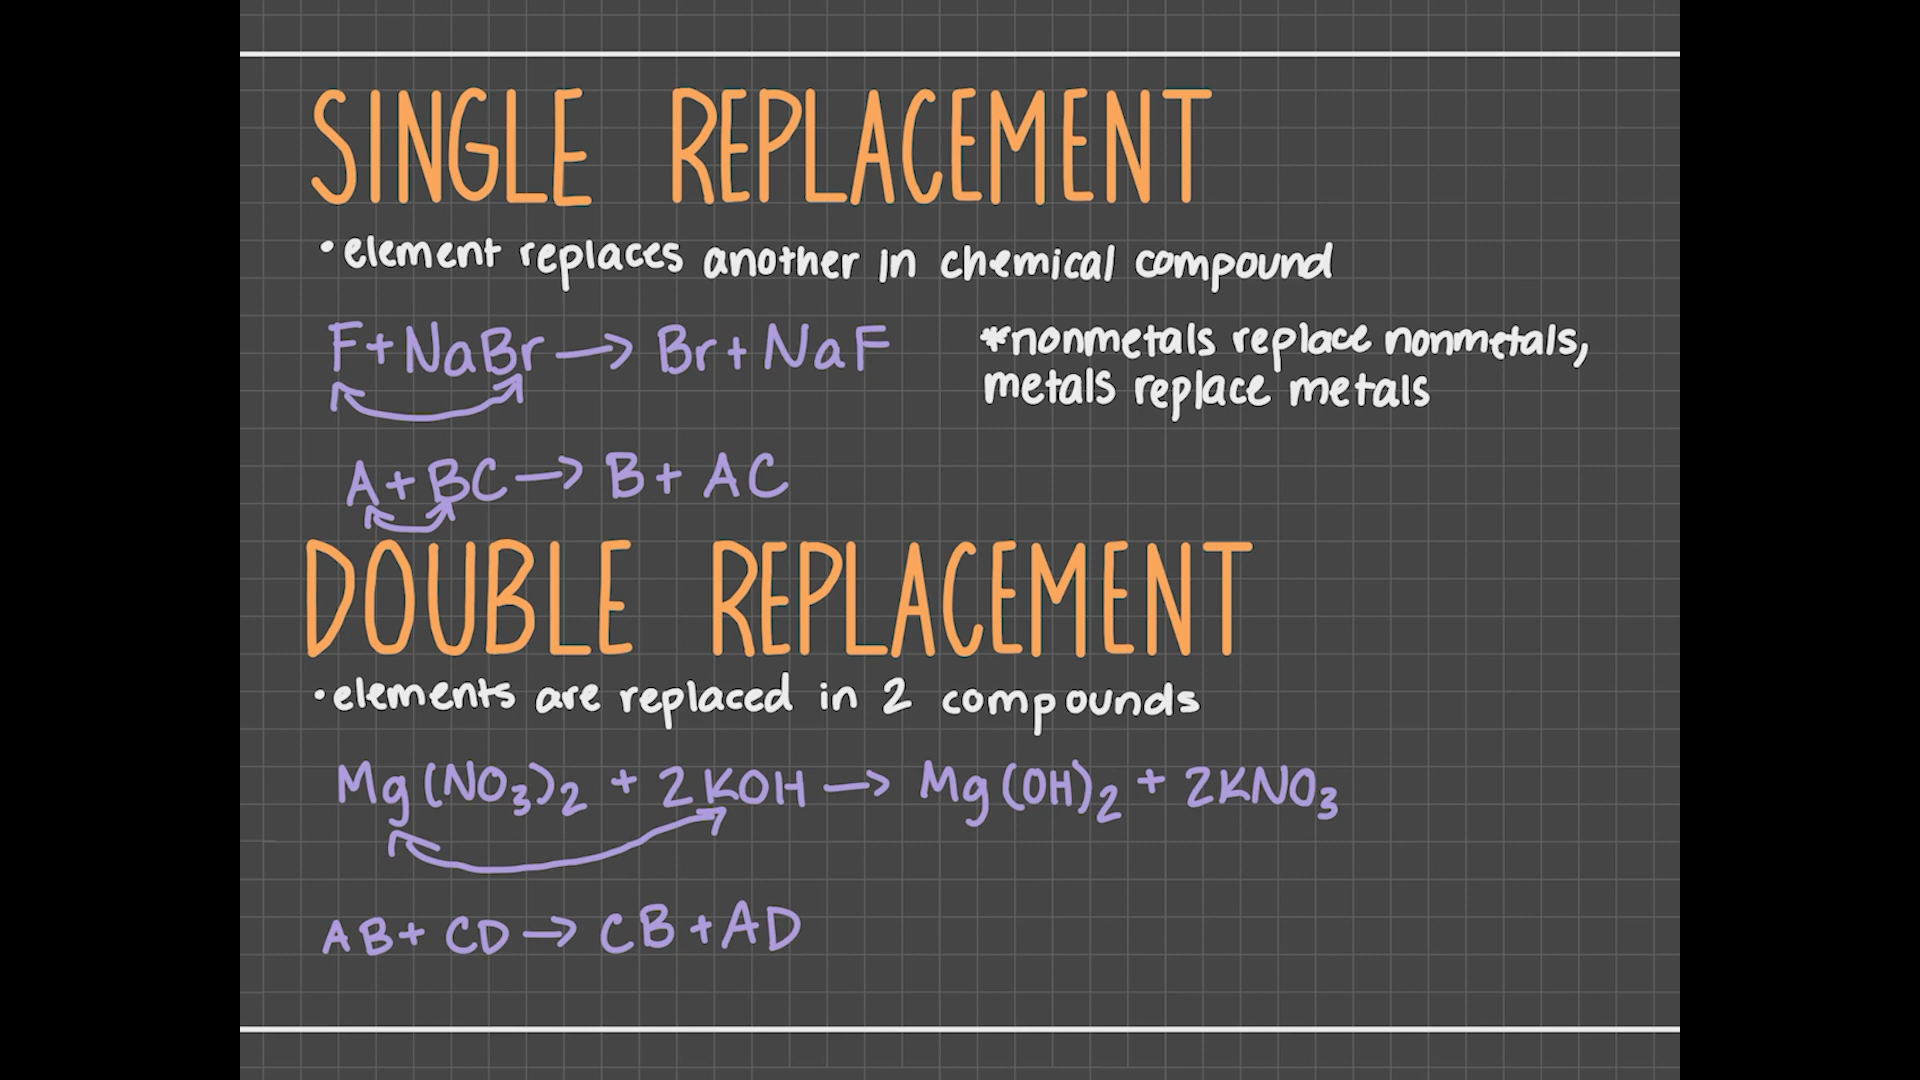 SINGLE REPLACEMENT
•element replaces another in chemical compound
F+NaBr→Br+NaF
*nonmetals replace nonmetals,
metals replace metals
A+BC→B+AC
DOUBLE REPLACEMENT
•elements are replaced in 2 compounds
Mg(NO₃)₂ + 2KOH→Mg(OH)₂ + 2KNO₃
AB+CD→CB+AD